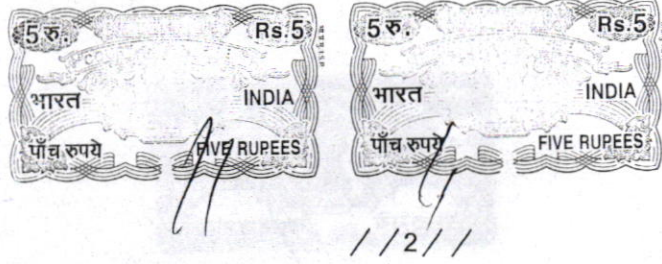 5 रु. Rs.5 5 रु. Rs.5
भारत INDIA भारत INDIA
पाँच रुपये FIVE RUPEES पाँच रुपये FIVE RUPEES
//2//